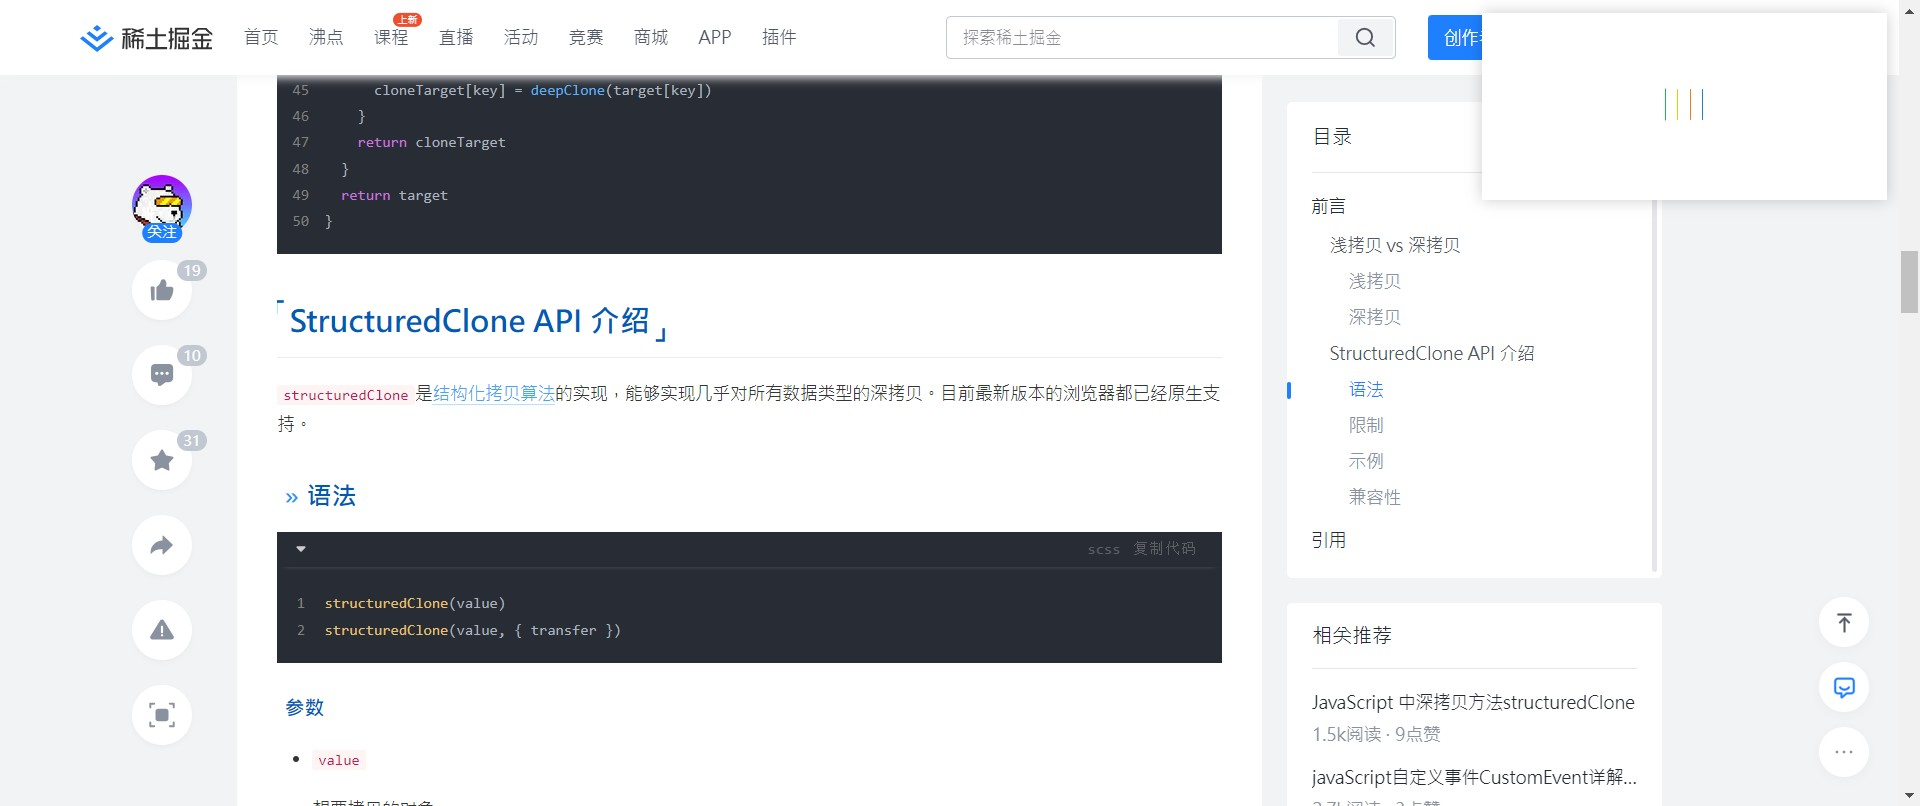 稀土掘金
首页
沸点
课程
上新
直播
活动
竞赛
商城
APP
插件
探索稀土掘金
创作
45 cloneTarget[key] = deepClone(target[key])
46 }
47 return cloneTarget
48 }
49 return target
50 }
关注
19
10
31
「StructuredClone API 介绍」
structuredClone 是结构化拷贝算法的实现，能够实现几乎对所有数据类型的深拷贝。目前最新版本的浏览器都已经原生支
持。
» 语法
scss 复制代码
1 structuredClone(value)
2 structuredClone(value, { transfer })
参数
• value
想要拷贝的对象
目录
前言
浅拷贝 vs 深拷贝
浅拷贝
深拷贝
StructuredClone API 介绍
语法
限制
示例
兼容性
引用
相关推荐
JavaScript 中深拷贝方法structuredClone
1.5k阅读 · 9点赞
javaScript自定义事件CustomEvent详解...